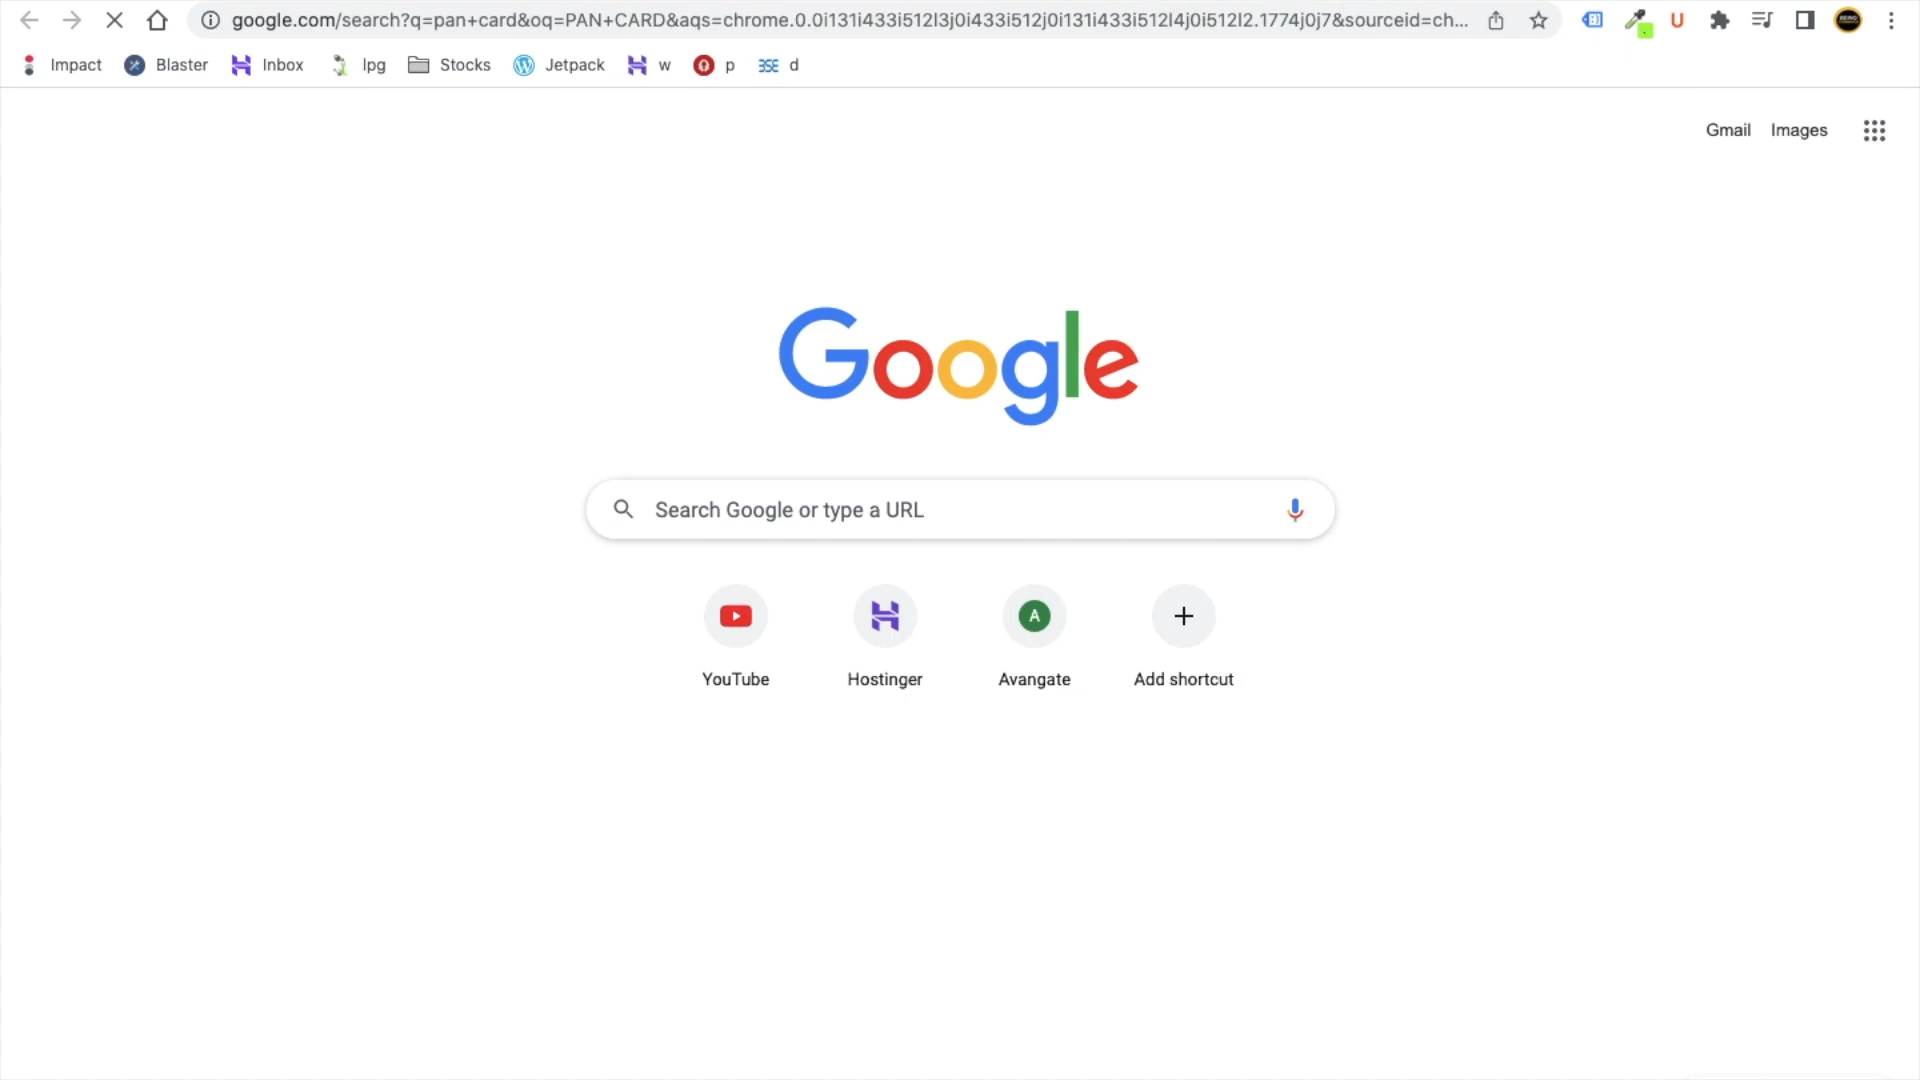 google.com/search?q=pan+card&oq=PAN+CARD&aqs=chrome.0.0i131i433i512l3j0i433i512j0i131i433i512l4j0i512l2.1774j0j7&sourceid=ch...
Impact Blaster Inbox lpg Stocks Jetpack w p BSE d
Gmail Images
Google
Search Google or type a URL
A
YouTube Hostinger Avangate Add shortcut